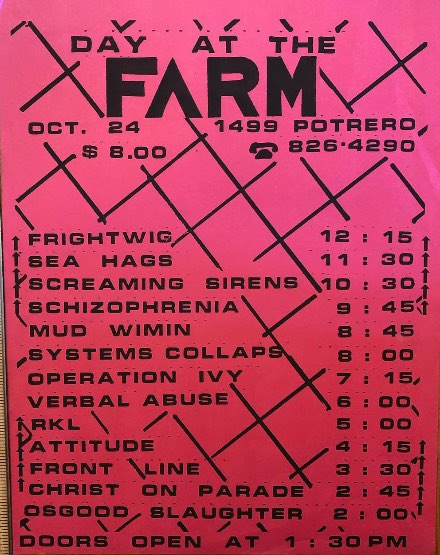 DAY AT THE
FARM
OCT. 24 1499 POTRERO
$ 8.00 ☎ 826·4290
FRIGHTWIG 12 : 15
SEA HAGS 11 : 30
SCREAMING SIRENS 10 : 30
SCHIZOPHRENIA 9 : 45
MUD WIMIN 8 : 45
SYSTEMS COLLAPS 8 : 00
OPERATION IVY 7 : 15
VERBAL ABUSE 6 : 00
RKL 5 : 00
ATTITUDE 4 : 15
FRONT LINE 3 : 30
CHRIST ON PARADE 2 : 45
OSGOOD SLAUGHTER 2 : 00
DOORS OPEN AT 1 : 30 PM